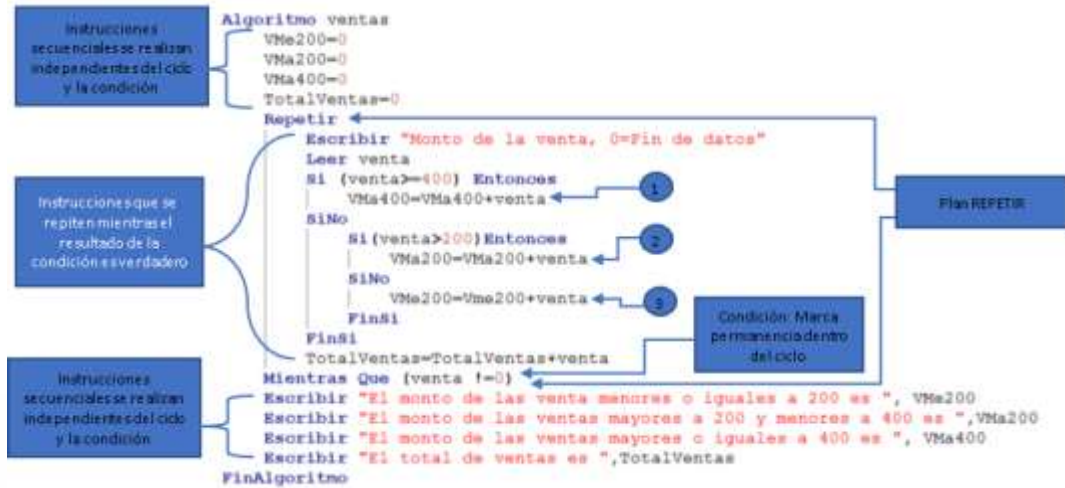 Instrucciones
secuenciales se realizan
independientes del ciclo
y la condición
Algoritmo ventas
VMe200=0
VMa200=0
VMa400=0
TotalVentas=0
Repetir
Escribir "Monto de la venta, 0=Fin de datos"
Leer venta
Si (venta>=400) Entonces
VMa400=VMa400+venta
1
SiNo
Si(venta>200)Entonces
VMa200=VMa200+venta
2
SiNo
VMe200=Vme200+venta
3
FinSi
FinSi
TotalVentas=TotalVentas+venta
Mientras Que (venta !=0)
Instrucciones que se
repiten mientras el
resultado de la
condición es verdadero
Plan REPETIR
Condición: Marca
permanencia dentro
del ciclo
Instrucciones
secuenciales se realizan
independientes del ciclo
y la condición
Escribir "El monto de las venta menores o iguales a 200 es ", VMe200
Escribir "El monto de las ventas mayores a 200 y menores a 400 es ",VMa200
Escribir "El monto de las ventas mayores o iguales a 400 es ", VMa400
Escribir "El total de ventas es ",TotalVentas
FinAlgoritmo